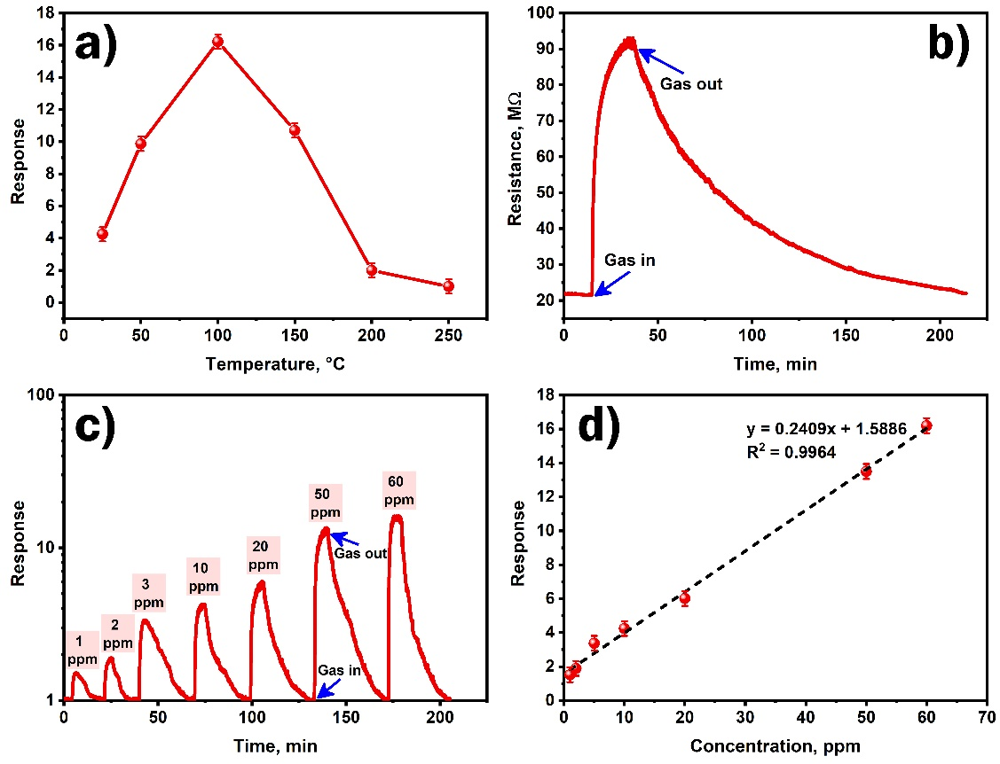 a)
18
16
14
12
10
8
6
4
2
0
Response
0 50 100 150 200 250
Temperature, °C
b)
100
90
80
70
60
50
40
30
20
Resistance, MΩ
Gas out
Gas in
0 50 100 150 200
Time, min
c)
100
10
1
Response
1
ppm
2
ppm
3
ppm
10
ppm
20
ppm
50
ppm
60
ppm
Gas out
Gas in
0 50 100 150 200
Time, min
d)
18
16
14
12
10
8
6
4
2
0
Response
y = 0.2409x + 1.5886
R² = 0.9964
0 10 20 30 40 50 60 70
Concentration, ppm